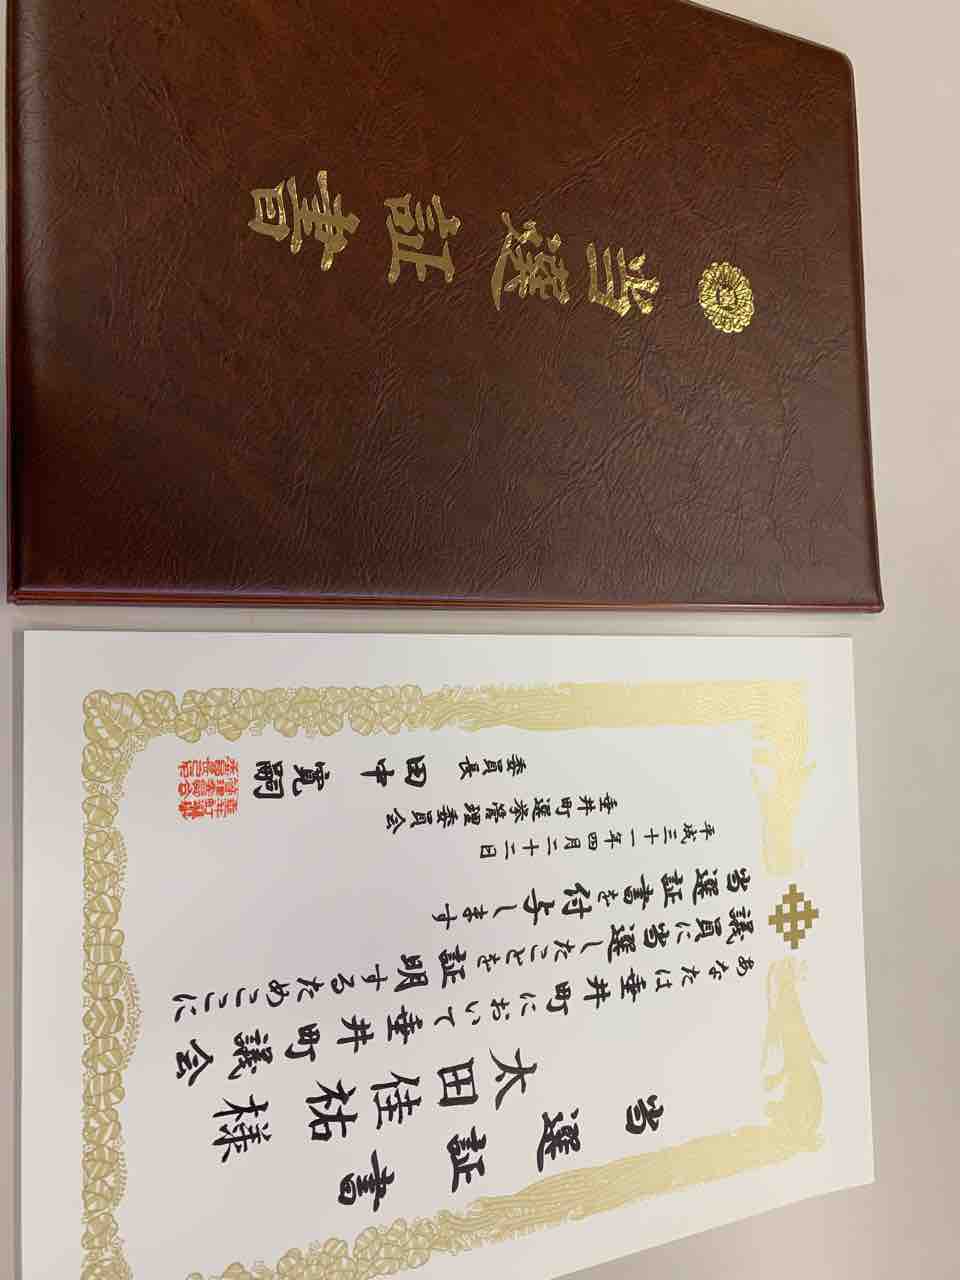 当選証書
当選証書
太田佳祐様
あなたは垂井町において垂井町議会
議員に当選したことを証明するためここに
当選証書を付与します
平成三十一年四月二十二日
垂井町選挙管理委員会
委員長 田中寛嗣